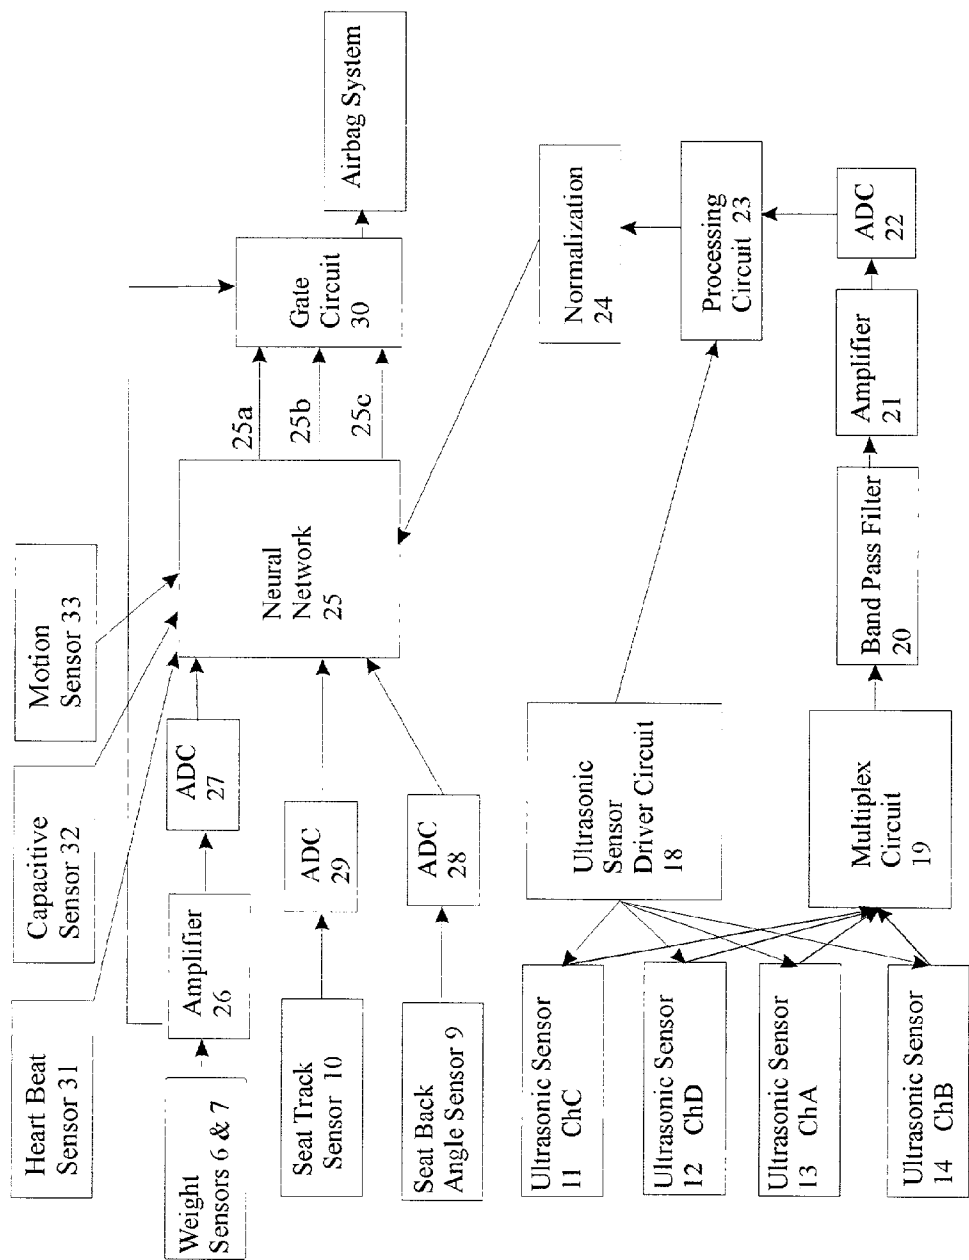 Heart Beat
Sensor 31
Capacitive
Sensor 32
Motion
Sensor 33
Weight
Sensors 6 & 7
Amplifier
26
ADC
27
Seat Track
Sensor 10
ADC
29
Seat Back
Angle Sensor 9
ADC
28
Neural
Network
25
25a
25b
25c
Gate
Circuit
30
Airbag System
Ultrasonic Sensor
11 ChC
Ultrasonic Sensor
12 ChD
Ultrasonic Sensor
13 ChA
Ultrasonic Sensor
14 ChB
Ultrasonic
Sensor
Driver Circuit
18
Multiplex
Circuit
19
Band Pass Filter
20
Amplifier
21
ADC
22
Processing
Circuit 23
Normalization
24